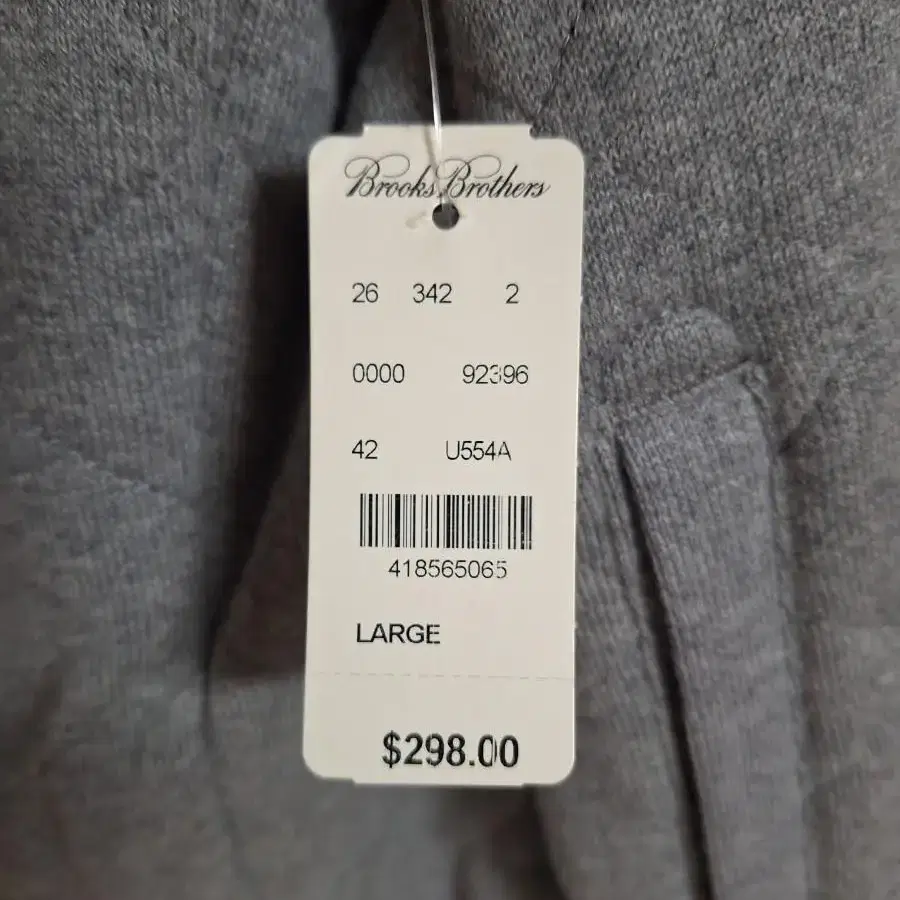 Brooks Brothers
26 342 2
0000 92396
42 U554A
418565065
LARGE
$298.00